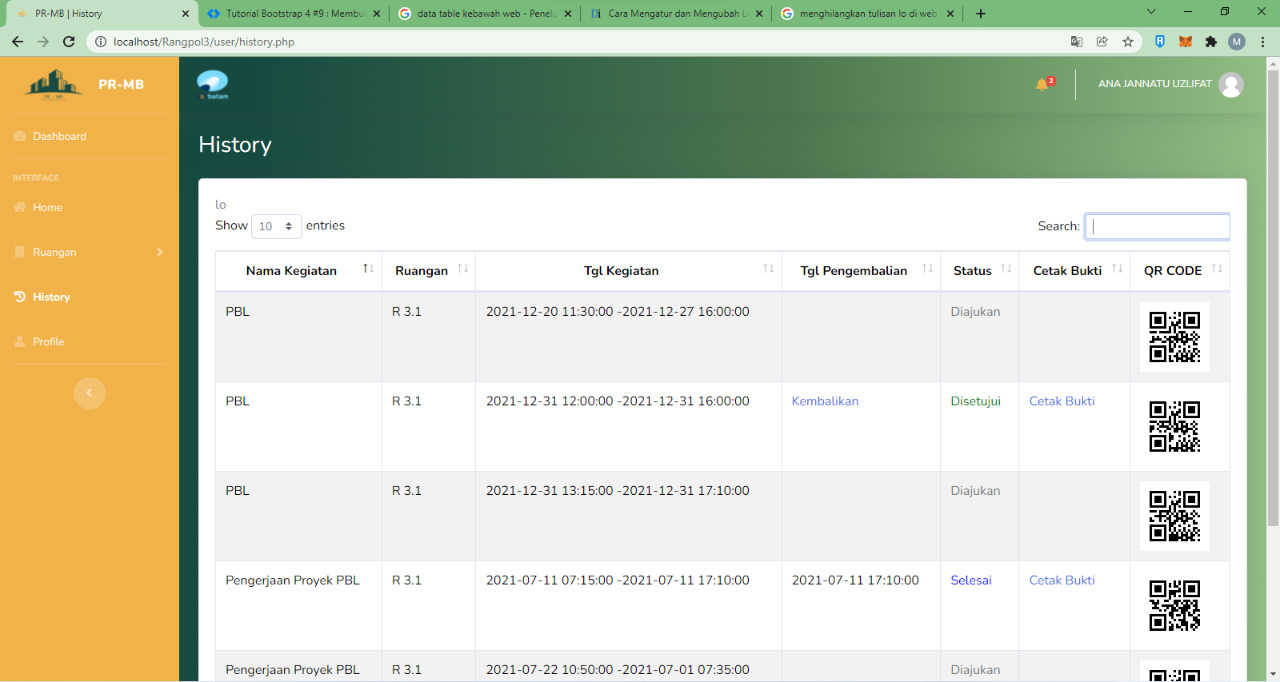 PR-MB | History
Tutorial Bootstrap 4 #9 : Membu
data table kebawah web - Penelu
Di Cara Mengatur dan Mengubah L
menghilangkan tulisan lo di web
localhost/Rangpol3/user/history.php
M
PR-MB
batam
2
ANA JANNATU UZLIFAT
Dashboard
INTERFACE
Home
Ruangan
History
Profile
History
lo
Show 10 entries
Search:
Nama Kegiatan Ruangan Tgl Kegiatan Tgl Pengembalian Status Cetak Bukti QR CODE
PBL R 3.1 2021-12-20 11:30:00 -2021-12-27 16:00:00 Diajukan
PBL R 3.1 2021-12-31 12:00:00 -2021-12-31 16:00:00 Kembalikan Disetujui Cetak Bukti
PBL R 3.1 2021-12-31 13:15:00 -2021-12-31 17:10:00 Diajukan
Pengerjaan Proyek PBL R 3.1 2021-07-11 07:15:00 -2021-07-11 17:10:00 2021-07-11 17:10:00 Selesai Cetak Bukti
Pengerjaan Proyek PBL R 3.1 2021-07-22 10:50:00 -2021-07-01 07:35:00 Diajukan